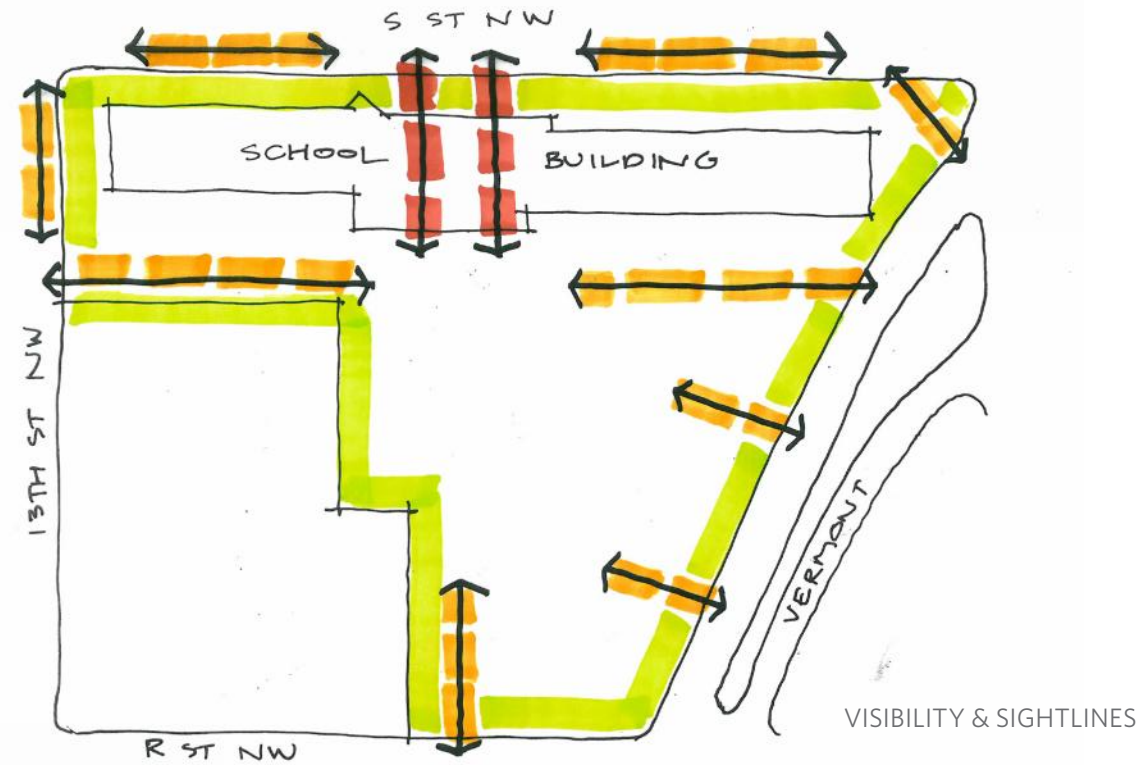 S ST NW
SCHOOL BUILDING
13TH ST NW
VERMONT
R ST NW
VISIBILITY & SIGHTLINES